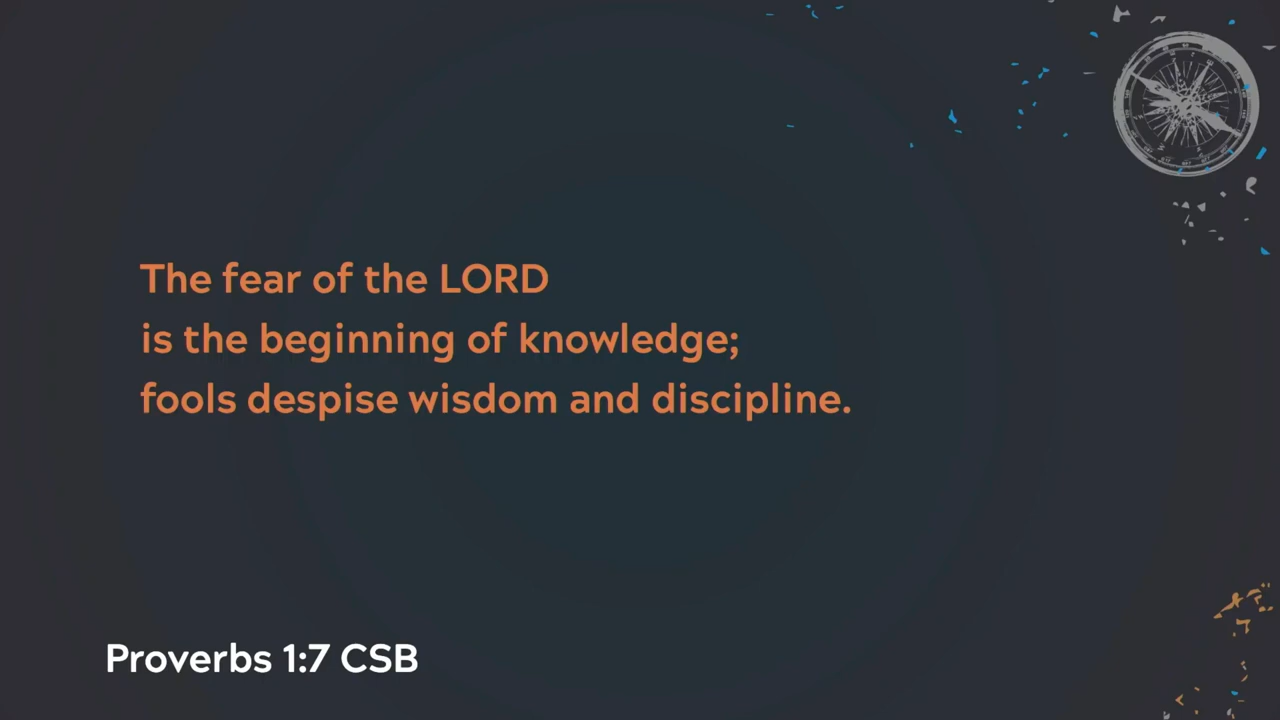 The fear of the LORD
is the beginning of knowledge;
fools despise wisdom and discipline.
Proverbs 1:7 CSB